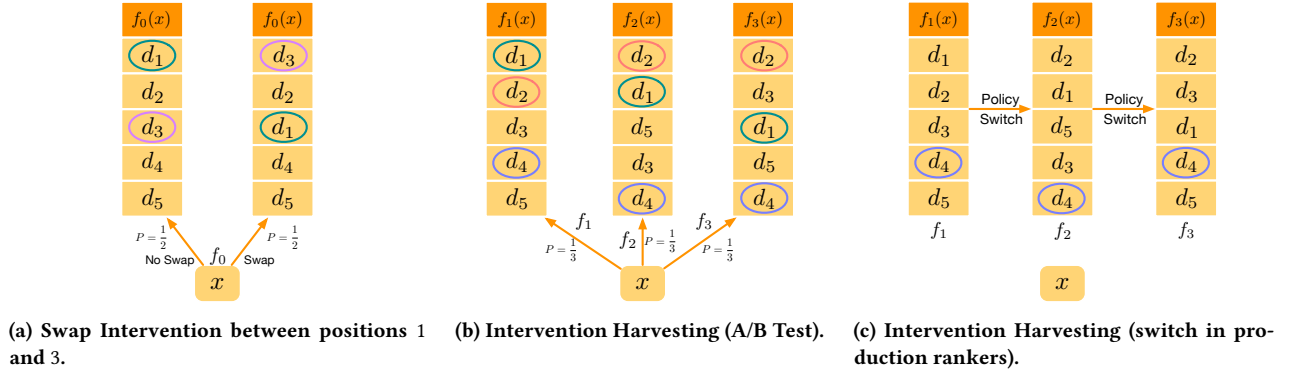 f₀(x) f₀(x)
d₁ d₃
d₂ d₂
d₃ d₁
d₄ d₄
d₅ d₅
P = 1/2 P = 1/2
No Swap f₀ Swap
x
(a) Swap Intervention between positions 1
and 3.
f₁(x) f₂(x) f₃(x)
d₁ d₂ d₂
d₂ d₁ d₃
d₃ d₅ d₁
d₄ d₃ d₄
d₅ d₄ d₄
f₁ f₂ f₃
P = 1/3 P = 1/3 P = 1/3
x
(b) Intervention Harvesting (A/B Test).
f₁(x) f₂(x) f₃(x)
d₁ d₂ d₂
d₂ d₁ d₃
Policy Policy
Switch Switch
d₃ d₅ d₁
d₄ d₃ d₄
d₅ d₄ d₅
f₁ f₂ f₃
x
(c) Intervention Harvesting (switch in pro-
duction rankers).